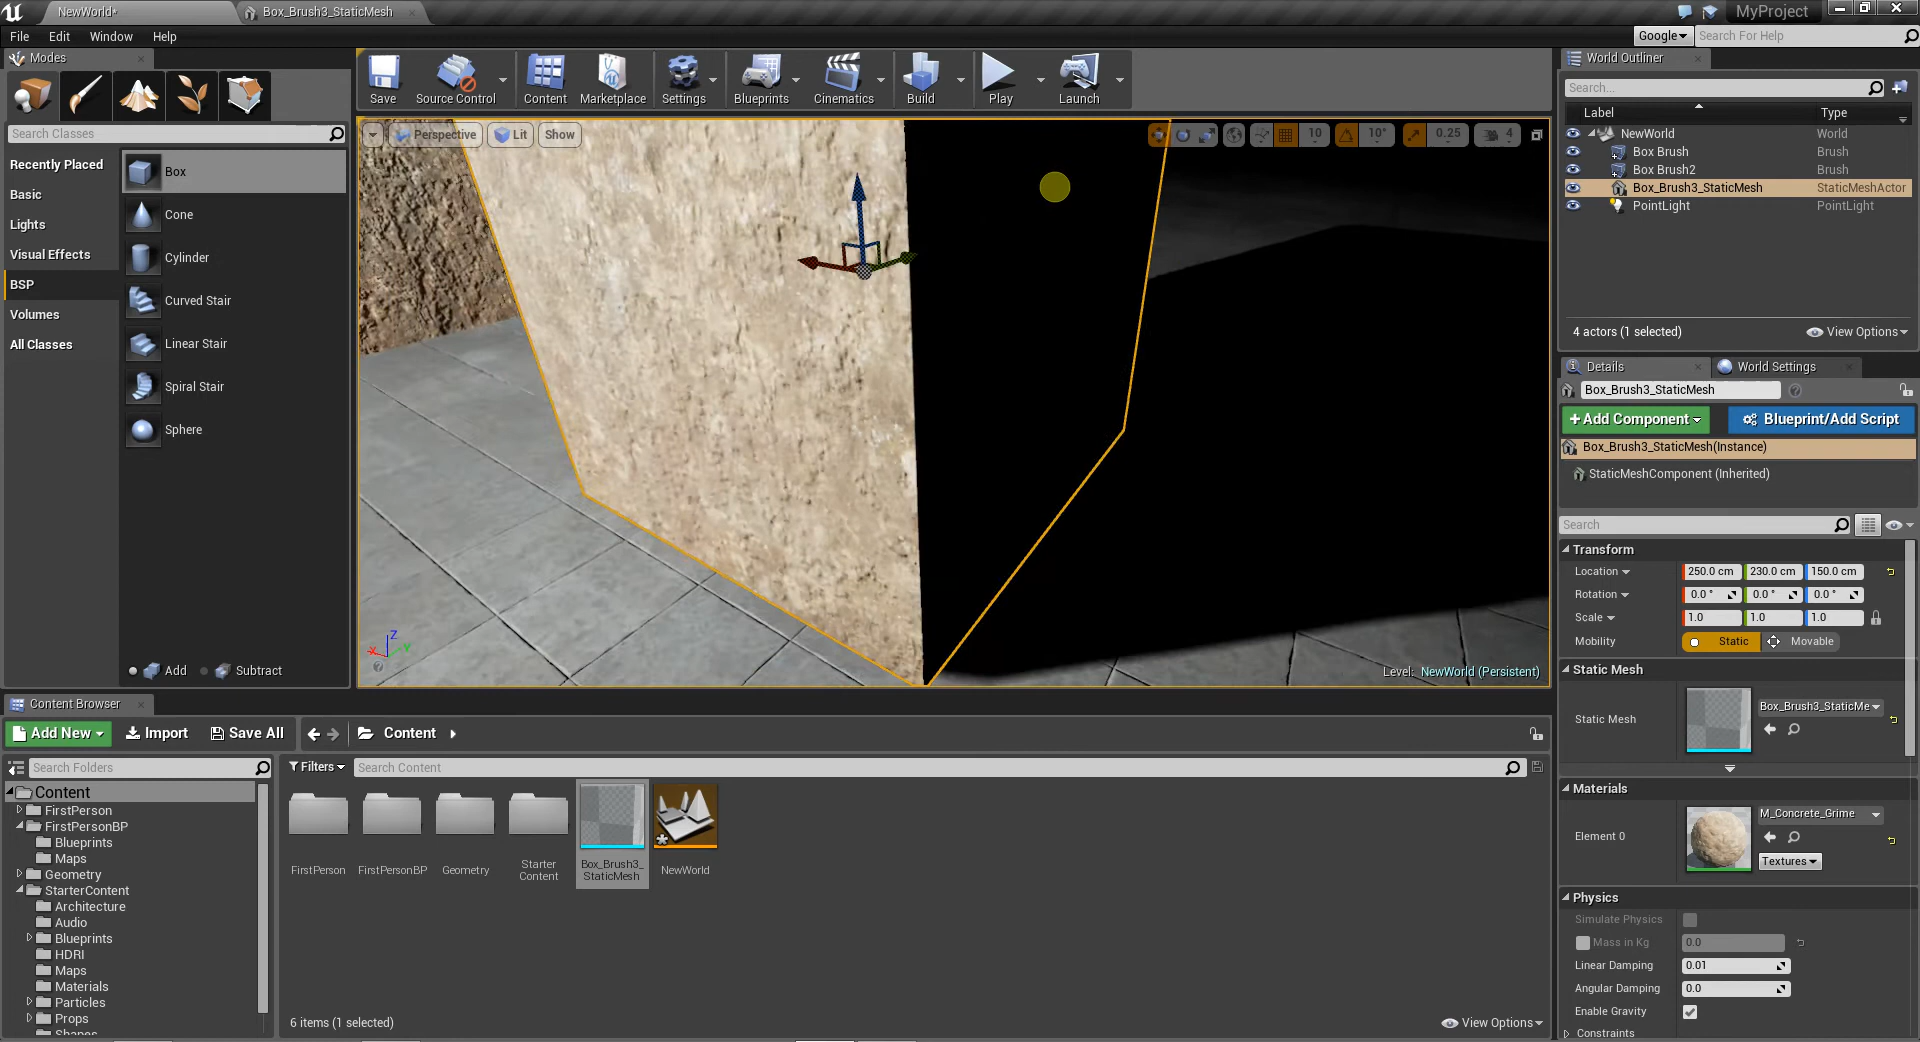 NewWorld*
Box_Brush3_StaticMesh
MyProject
File Edit Window Help
Google
Search For Help
Modes
Search Classes
Recently Placed
Basic
Lights
Visual Effects
BSP
Volumes
All Classes
Box
Cone
Cylinder
Curved Stair
Linear Stair
Spiral Stair
Sphere
Add
Subtract
Save
Source Control
Content
Marketplace
Settings
Blueprints
Cinematics
Build
Play
Launch
Perspective
Lit
Show
10
10°
0.25
4
X
Y
Z
Level: NewWorld (Persistent)
World Outliner
Search...
Label Type
NewWorld World
Box Brush Brush
Box Brush2 Brush
Box_Brush3_StaticMesh StaticMeshActor
PointLight PointLight
4 actors (1 selected)
View Options
Details
World Settings
Box_Brush3_StaticMesh
+Add Component
Blueprint/Add Script
Box_Brush3_StaticMesh(Instance)
StaticMeshComponent (Inherited)
Search
Transform
Location 250.0 cm 230.0 cm 150.0 cm
Rotation 0.0 ° 0.0 ° 0.0 °
Scale 1.0 1.0 1.0
Mobility Static Movable
Static Mesh
Static Mesh
Box_Brush3_StaticMe
Materials
Element 0
M_Concrete_Grime
Textures
Physics
Simulate Physics
Mass in Kg 0.0
Linear Damping 0.01
Angular Damping 0.0
Enable Gravity
Constraints
Content Browser
Add New
Import
Save All
Content
Search Folders
Filters
Search Content
Content
FirstPerson
FirstPersonBP
Blueprints
Maps
Geometry
StarterContent
Architecture
Audio
Blueprints
HDRI
Maps
Materials
Particles
Props
Shapes
FirstPerson
FirstPersonBP
Geometry
Starter
Content
Box_Brush3_
StaticMesh
NewWorld
6 items (1 selected)
View Options